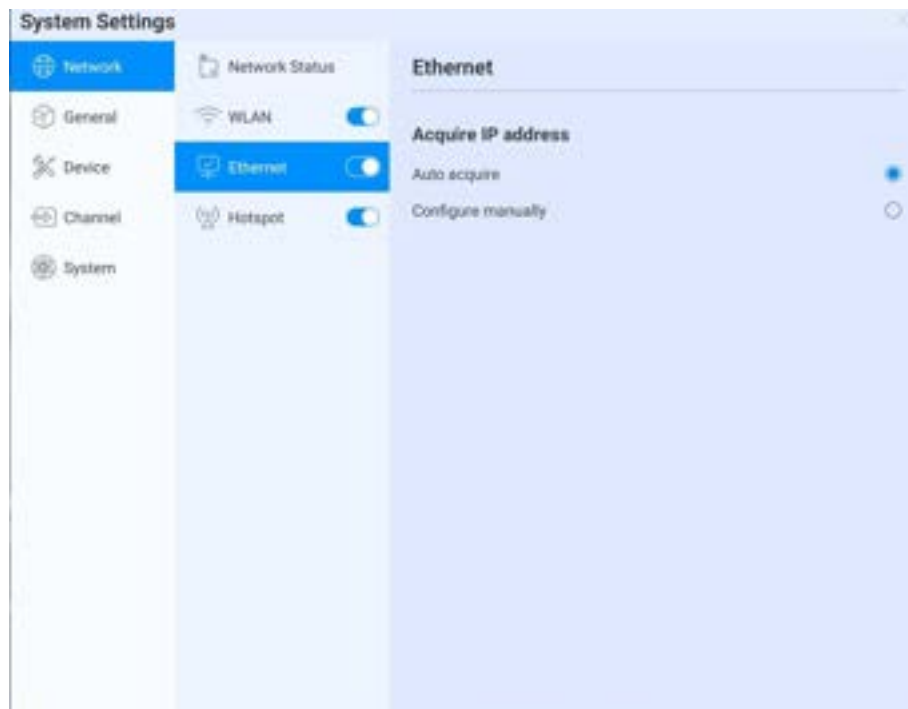 System Settings
Network
General
Device
Channel
System
Network Status
WLAN
Ethernet
Hotspot
Ethernet
Acquire IP address
Auto acquire
Configure manually